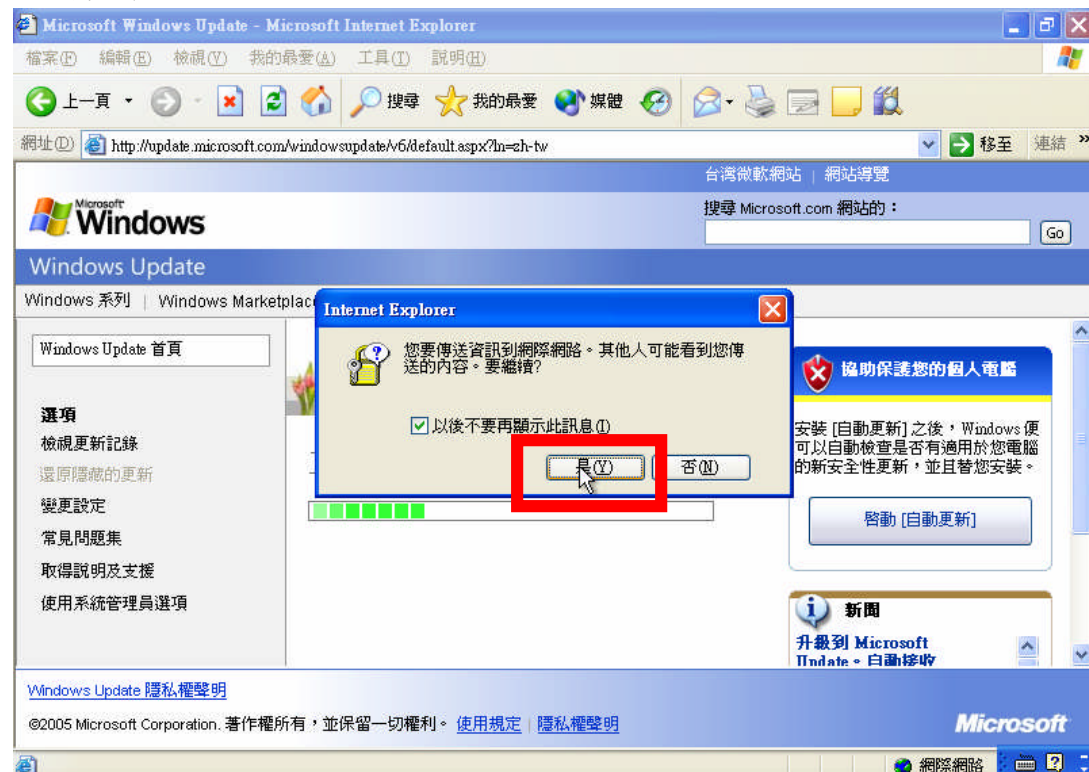 Microsoft Windows Update - Microsoft Internet Explorer
檔案(F) 編輯(E) 檢視(V) 我的最愛(A) 工具(T) 說明(H)
上一頁 搜尋 我的最愛 媒體
網址(D) http://update.microsoft.com/windowsupdate/v6/default.aspx?ln=zh-tw 移至 連結 »
台灣微軟網站 | 網站導覽
Microsoft
Windows
搜尋 Microsoft.com 網站的：
Go
Windows Update
Windows 系列 | Windows Marketplac
Windows Update 首頁
選項
檢視更新記錄
還原隱藏的更新
變更設定
常見問題集
取得說明及支援
使用系統管理員選項
Internet Explorer
您要傳送資訊到網際網路。其他人可能看到您傳
送的內容。要繼續?
以後不要再顯示此訊息(I)
是(Y) 否(N)
協助保護您的個人電腦
安裝 [自動更新] 之後，Windows 便
可以自動檢查是否有適用於您電腦
的新安全性更新，並且替您安裝。
啓動 [自動更新]
新聞
升級到 Microsoft
Update。自動接收
Windows Update 隱私權聲明
©2005 Microsoft Corporation. 著作權所有，並保留一切權利。 使用規定 | 隱私權聲明
Microsoft
網際網路